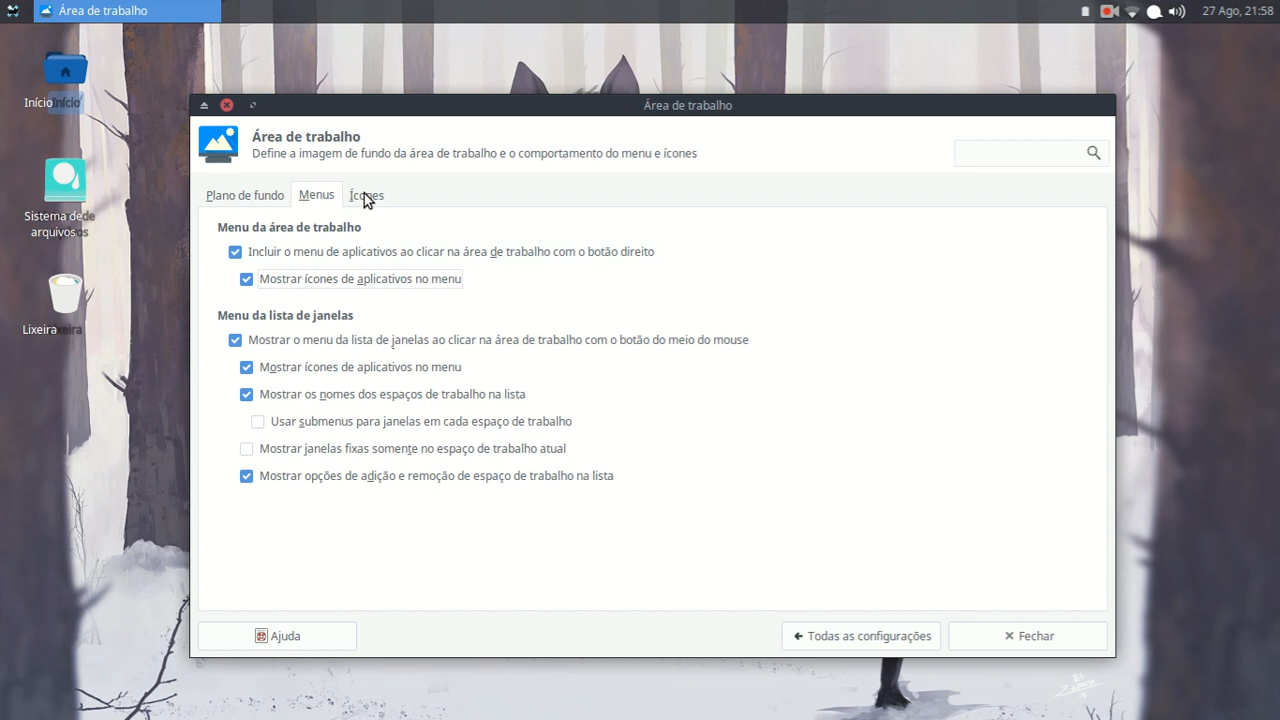 Área de trabalho
27 Ago, 21:58
Início
Sistema de
arquivos
Lixeira
Área de trabalho
Área de trabalho
Define a imagem de fundo da área de trabalho e o comportamento do menu e ícones
Plano de fundo
Menus
Ícones
Menu da área de trabalho
Incluir o menu de aplicativos ao clicar na área de trabalho com o botão direito
Mostrar ícones de aplicativos no menu
Menu da lista de janelas
Mostrar o menu da lista de janelas ao clicar na área de trabalho com o botão do meio do mouse
Mostrar ícones de aplicativos no menu
Mostrar os nomes dos espaços de trabalho na lista
Usar submenus para janelas em cada espaço de trabalho
Mostrar janelas fixas somente no espaço de trabalho atual
Mostrar opções de adição e remoção de espaço de trabalho na lista
Ajuda
Todas as configurações
Fechar